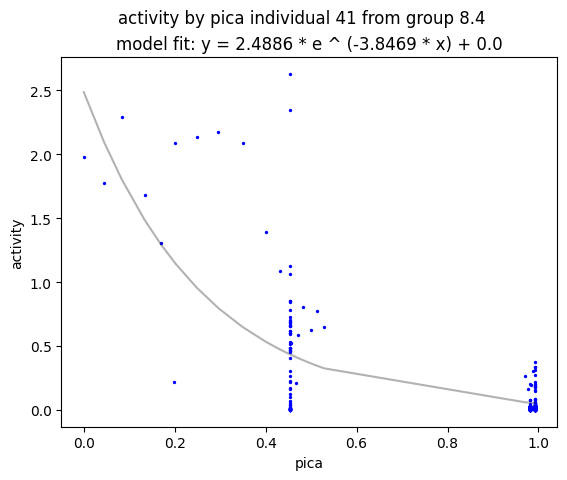 activity by pica individual 41 from group 8.4
model fit: y = 2.4886 * e ^ (-3.8469 * x) + 0.0
2.5
2.0
1.5
1.0
0.5
0.0
activity
0.0 0.2 0.4 0.6 0.8 1.0
pica